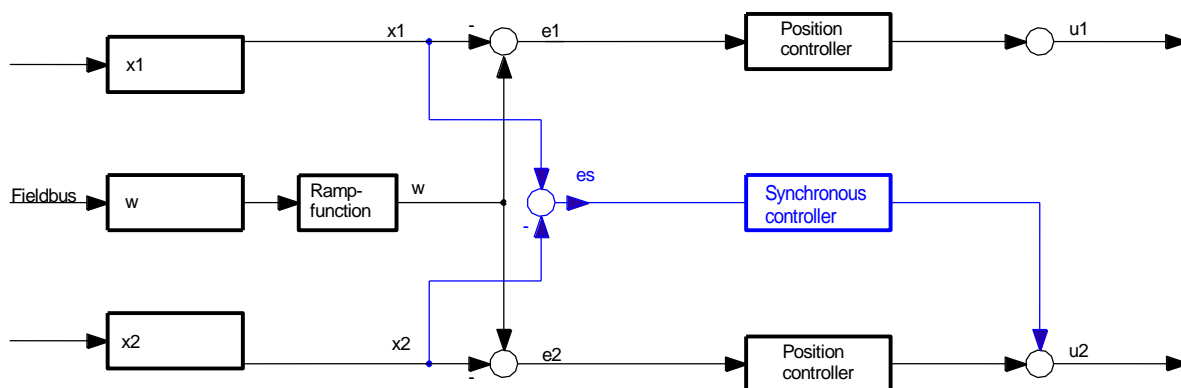 x1
x1
-
e1
Position
controller
u1
Fieldbus
w
Ramp-
function
w
-
es
Synchronous
controller
x2
x2
-
e2
Position
controller
u2